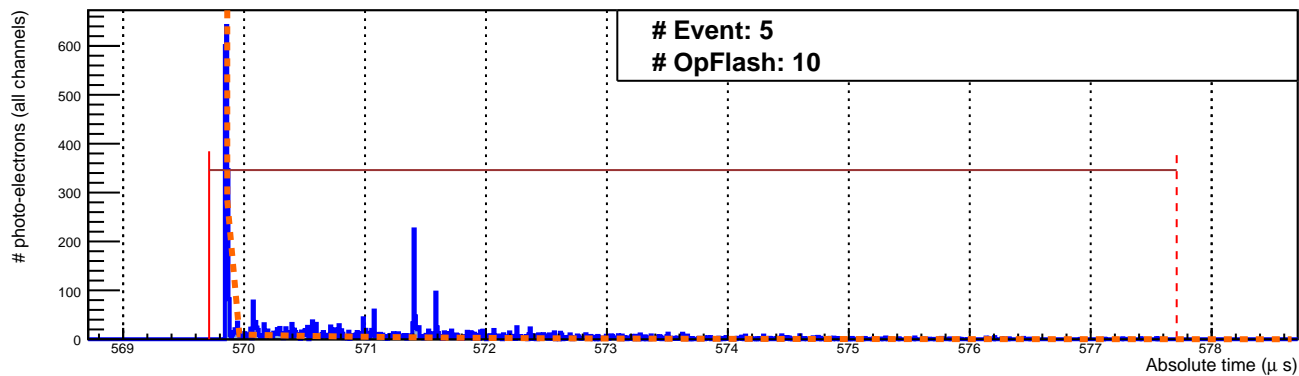 # Event: 5
# OpFlash: 10
# photo-electrons (all channels)
600
500
400
300
200
100
0
569 570 571 572 573 574 575 576 577 578
Absolute time (μ s)